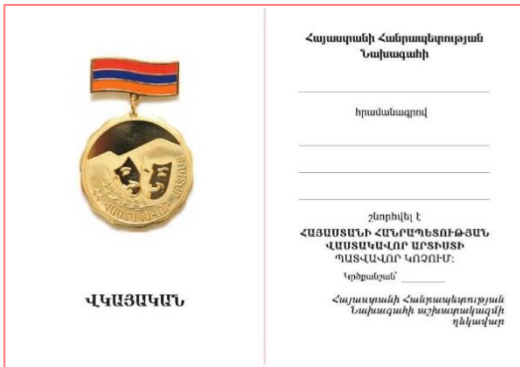 ՎԿԱՅԱԿԱՆ
Հայաստանի Հանրապետության
Նախագահի
հրամանագրով
շնորհվել է
ՀԱՅԱՍՏԱՆԻ ՀԱՆՐԱՊԵՏՈՒԹՅԱՆ
ՎԱՍՏԱԿԱՎՈՐ ԱՐՏԻՍՏԻ
ՊԱՏՎԱՎՈՐ ԿՈՉՈՒՄ:
Կրծքանշան՝
Հայաստանի Հանրապետության
Նախագահի աշխատակազմի
ղեկավար